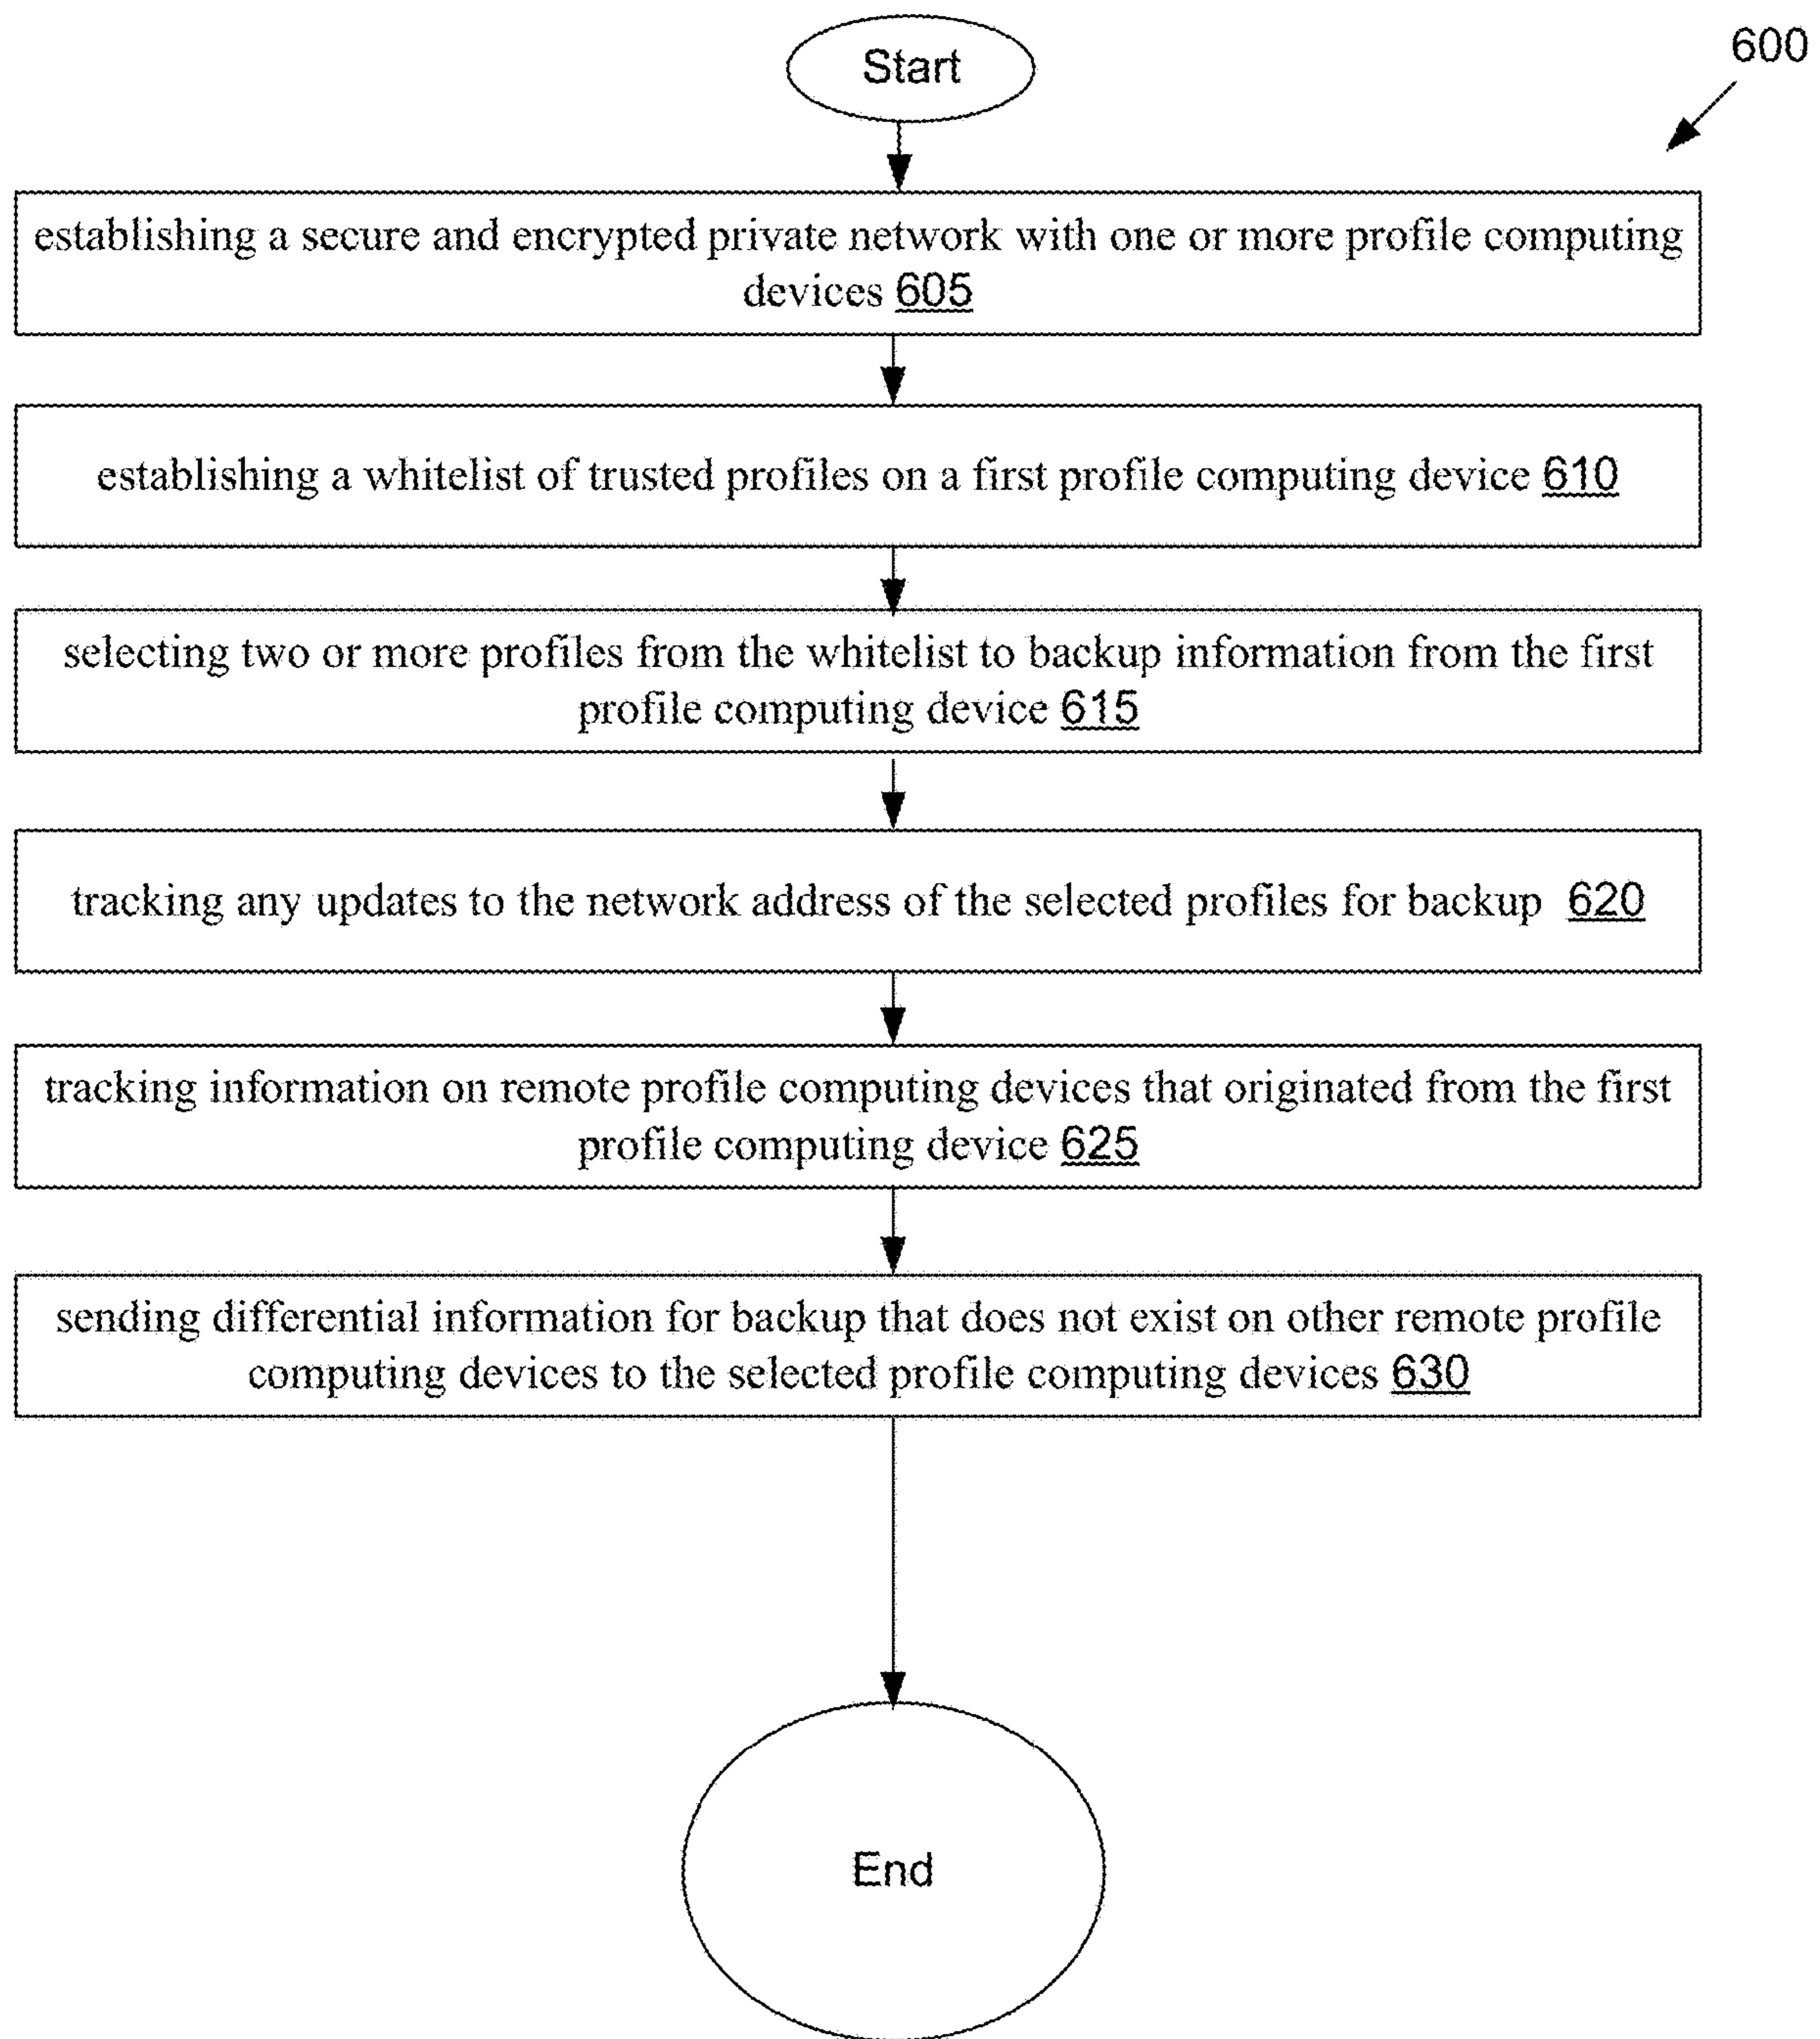 Start
600
establishing a secure and encrypted private network with one or more profile computing
devices 605
establishing a whitelist of trusted profiles on a first profile computing device 610
selecting two or more profiles from the whitelist to backup information from the first
profile computing device 615
tracking any updates to the network address of the selected profiles for backup 620
tracking information on remote profile computing devices that originated from the first
profile computing device 625
sending differential information for backup that does not exist on other remote profile
computing devices to the selected profile computing devices 630
End